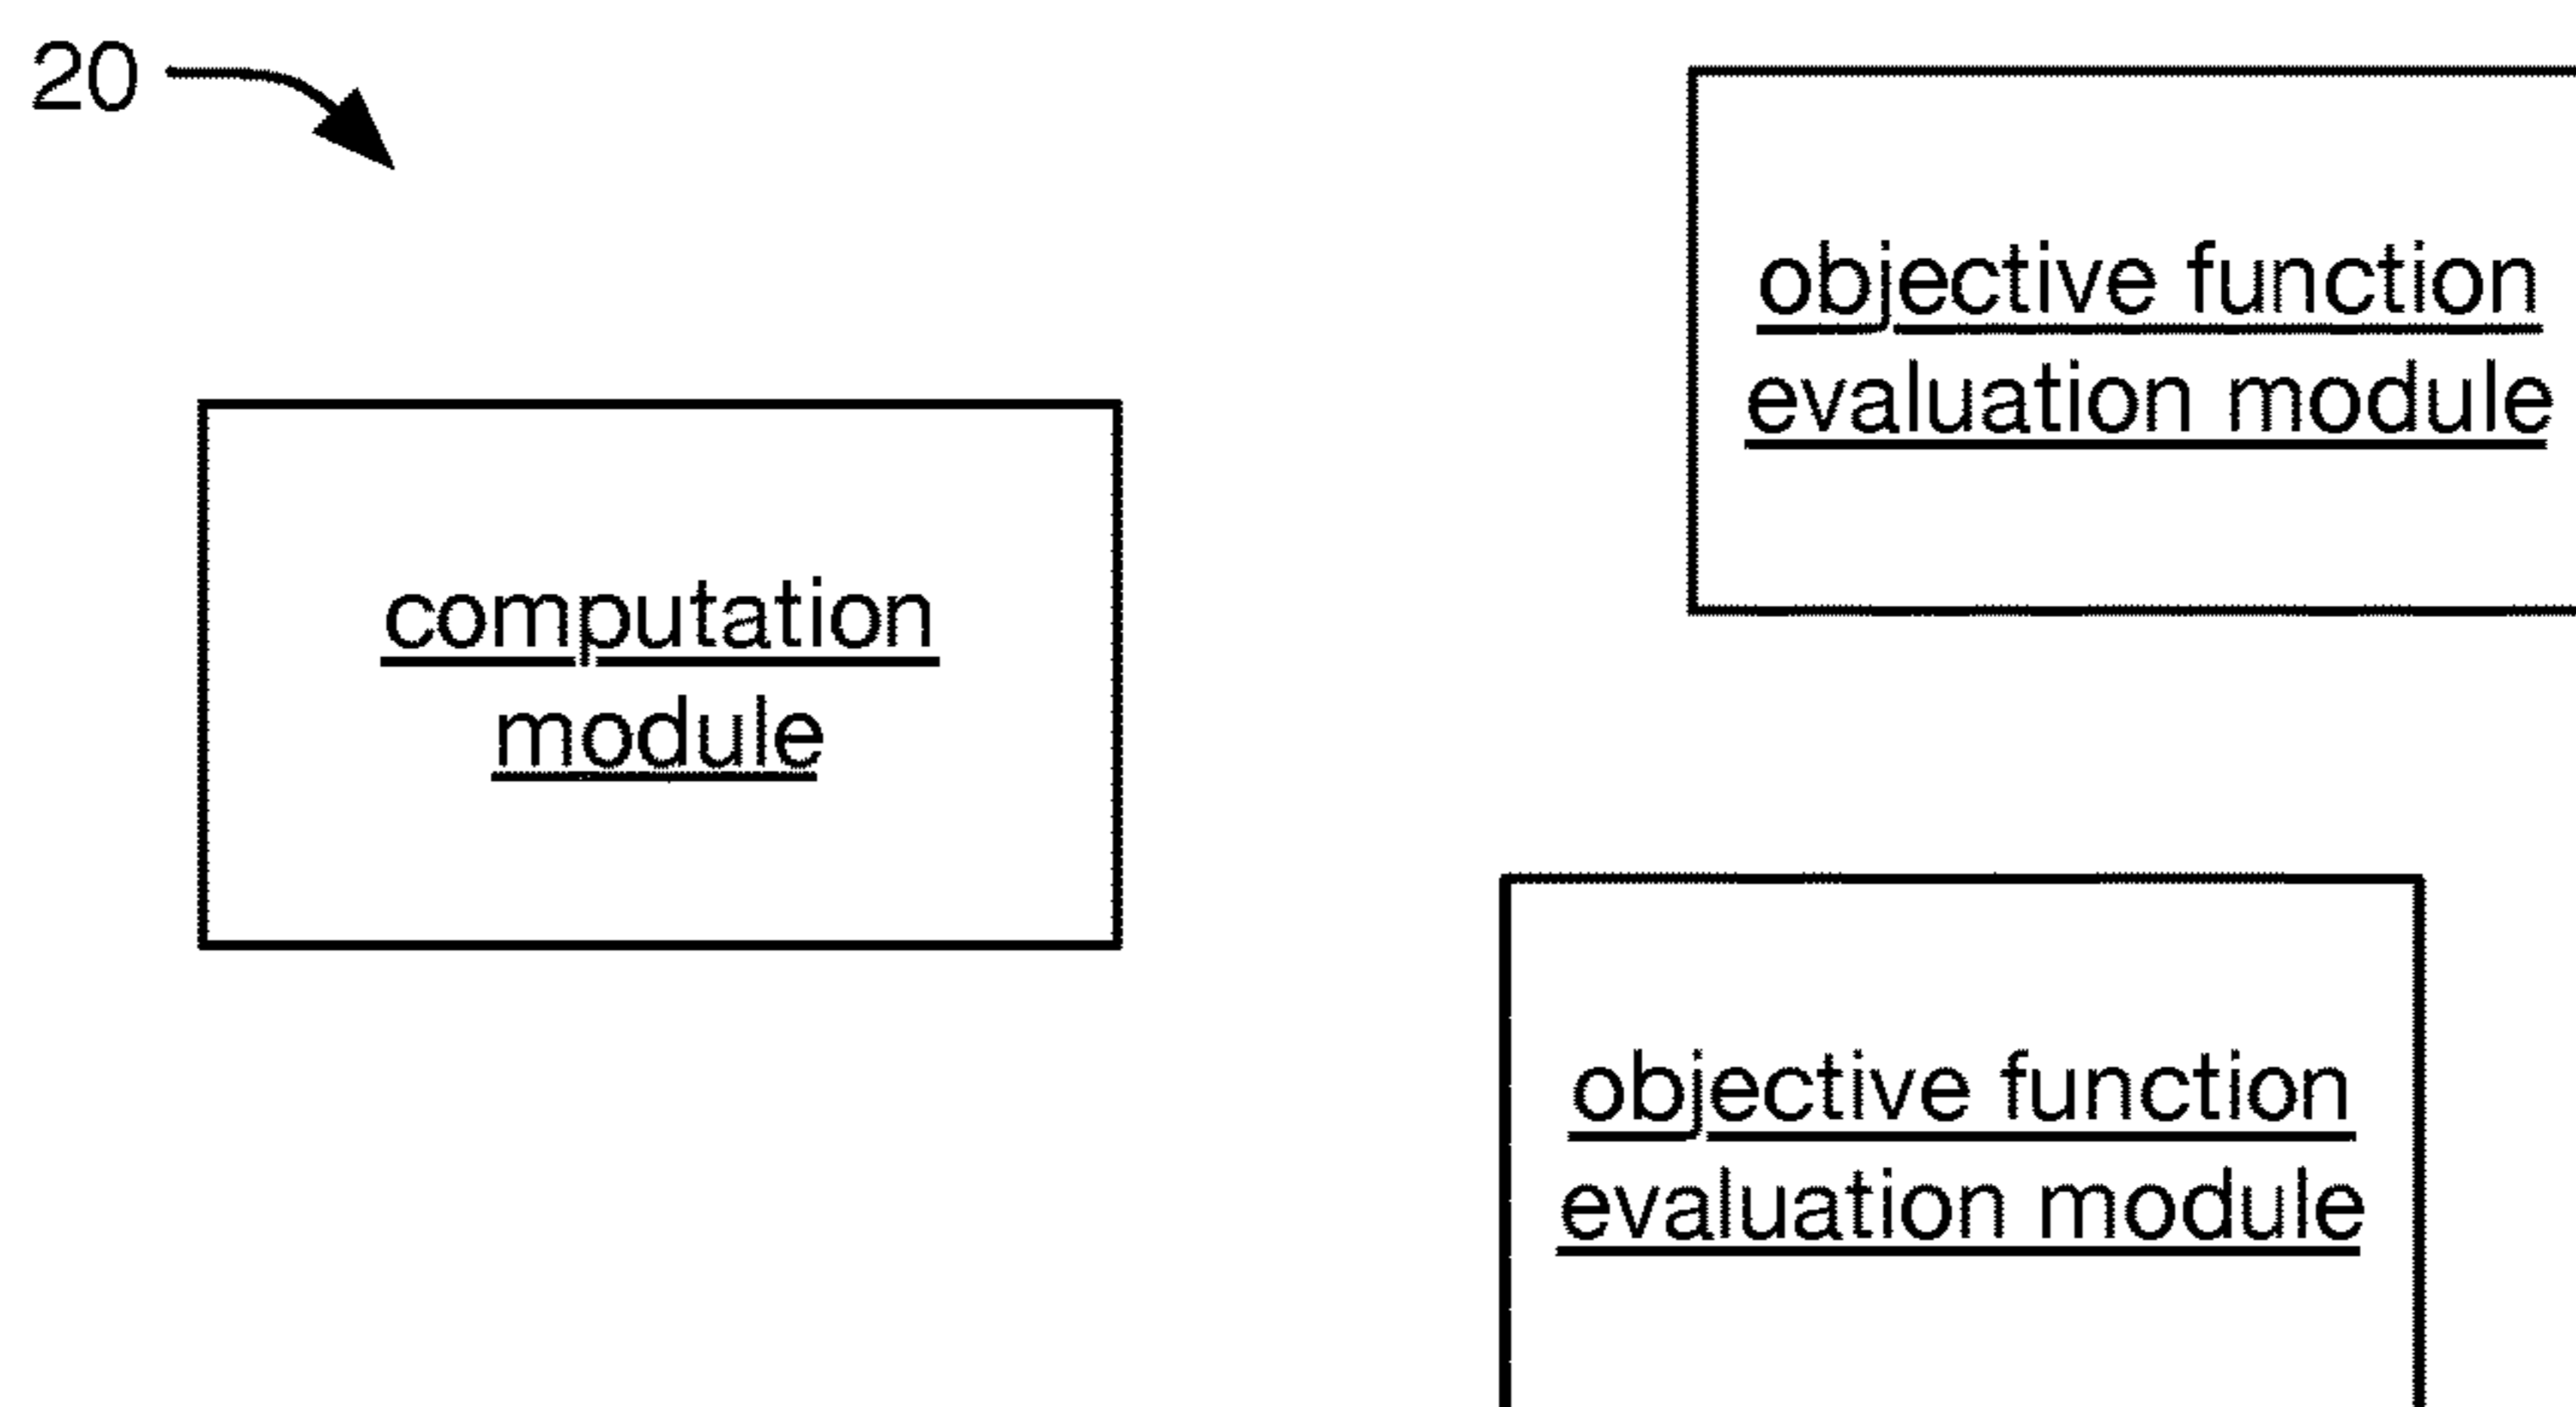 20
objective function
evaluation module
computation
module
objective function
evaluation module